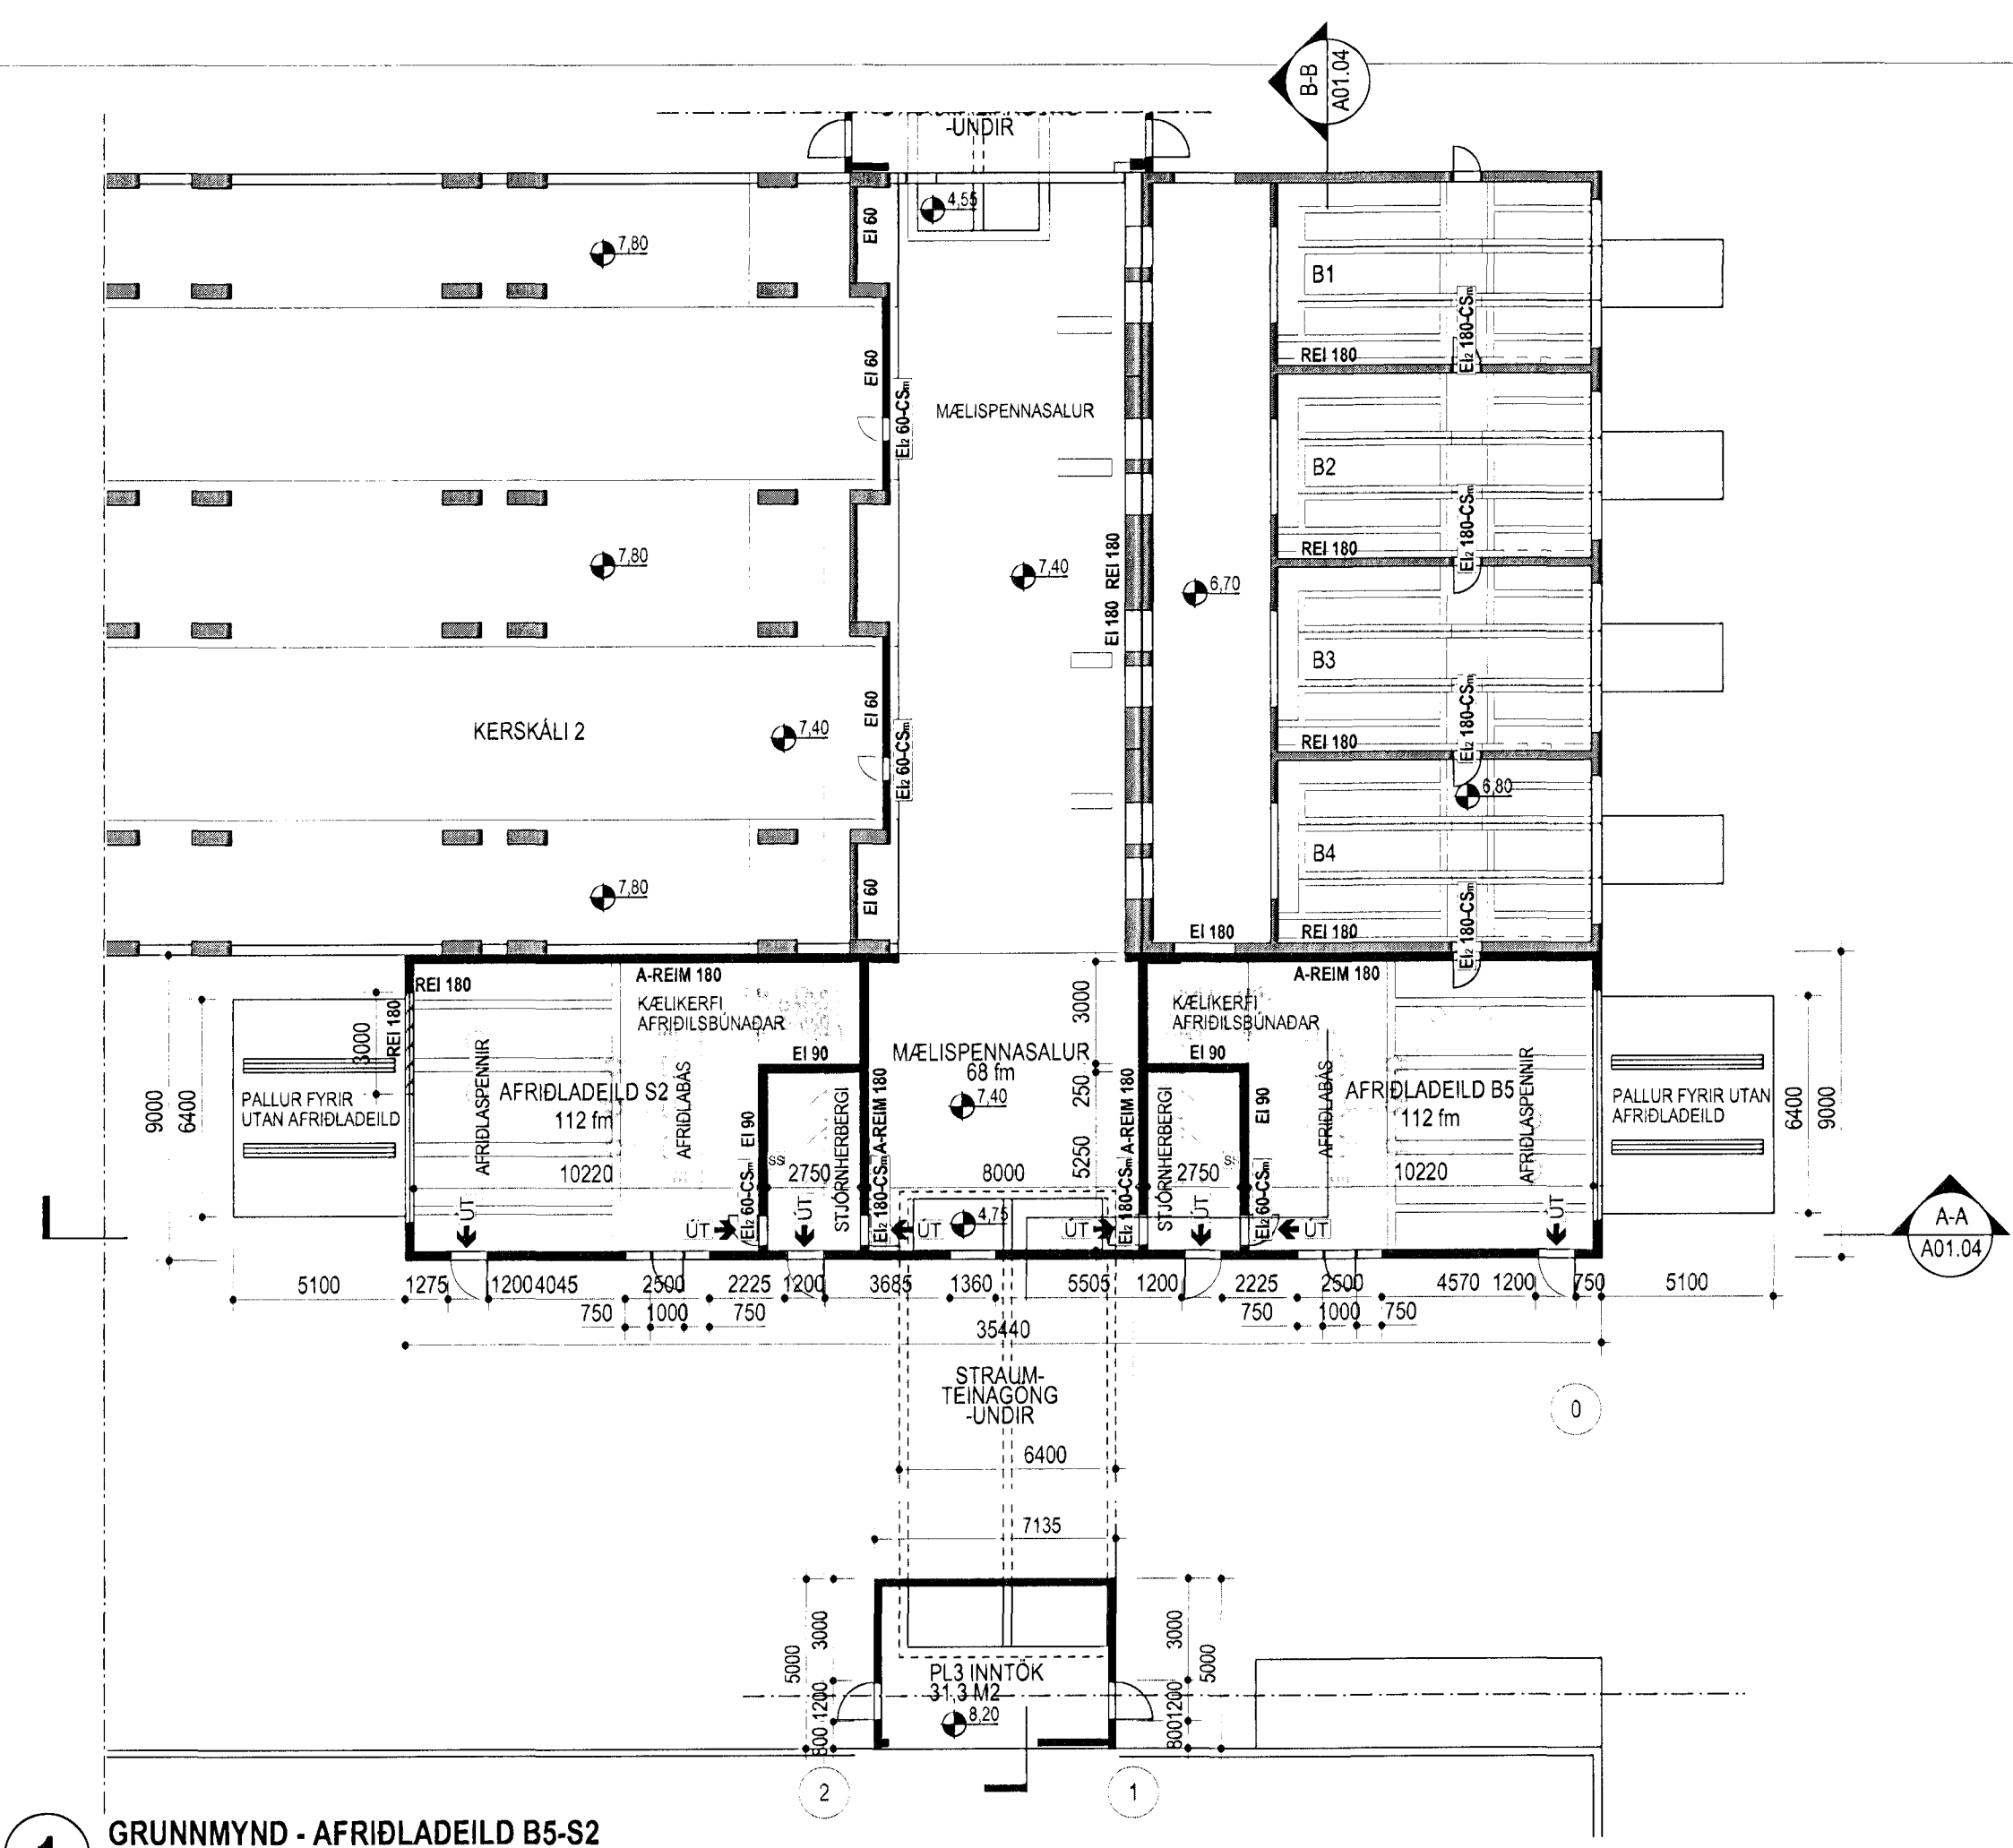 B-B
A01.04
-UNDIR
4,55
EI 60
7,80
B1
EI₂ 180-CSm
REI 180
EI 60
EI₂ 60-CSm
MÆLISPENNASALUR
B2
EI₂ 180-CSm
REI 180
7,80
7,40
EI 180 REI 180
6,70
B3
EI₂ 180-CSm
REI 180
KERSKÁLI 2
7,40
EI 60
EI₂ 60-CSm
6,80
B4
EI₂ 180-CSm
7,80
EI 60
EI 180
REI 180
REI 180
A-REIM 180
A-REIM 180
KÆLIKERFI
AFRIÐILSBÚNAÐAR
KÆLIKERFI
AFRIÐILSBÚNAÐAR
3000
REI 180
3000
EI 90
EI 90
MÆLISPENNASALUR
68 fm
7,40
9000
6400
PALLUR FYRIR
UTAN AFRIÐLADEILD
AFRIÐLASPENNIR
AFRIÐLADEILD S2
112 fm
AFRIÐLABÁS
EI 90
STJÓRNHERBERGI
A-REIM 180
2250
A-REIM 180
STJÓRNHERBERGI
EI 90
AFRIÐLABÁS
AFRIÐLADEILD B5
112 fm
AFRIÐLASPENNIR
PALLUR FYRIR UTAN
AFRIÐLADEILD
6400
9000
10220
SS
2750
8000
5250
SS
2750
10220
EI₂ 60-CSm
EI₂ 180-CSm
EI₂ 180-CSm
EI₂ 60-CSm
ÚT
ÚT
ÚT
ÚT
4,75
ÚT
ÚT
ÚT
ÚT
A-A
A01.04
5100
1275
1200
4045
2500
2225
1200
3685
1360
5505
1200
2225
2500
4570
1200
750
5100
750
1000
750
750
1000
750
35440
STRAUM-
TEINAGÖNG
-UNDIR
0
6400
7135
5000
3000
1200
800
3000
5000
1200
800
PL3 INNTÖK
31,3 M2
8,20
2
1
1
GRUNNMYND - AFRIÐLADEILD B5-S2